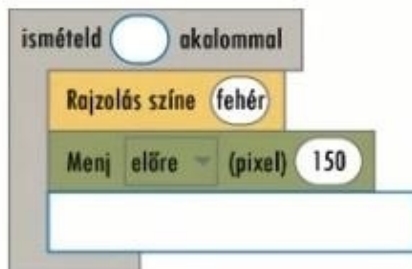 ismételd akalommal
Rajzolás színe fehér
Menj előre (pixel) 150